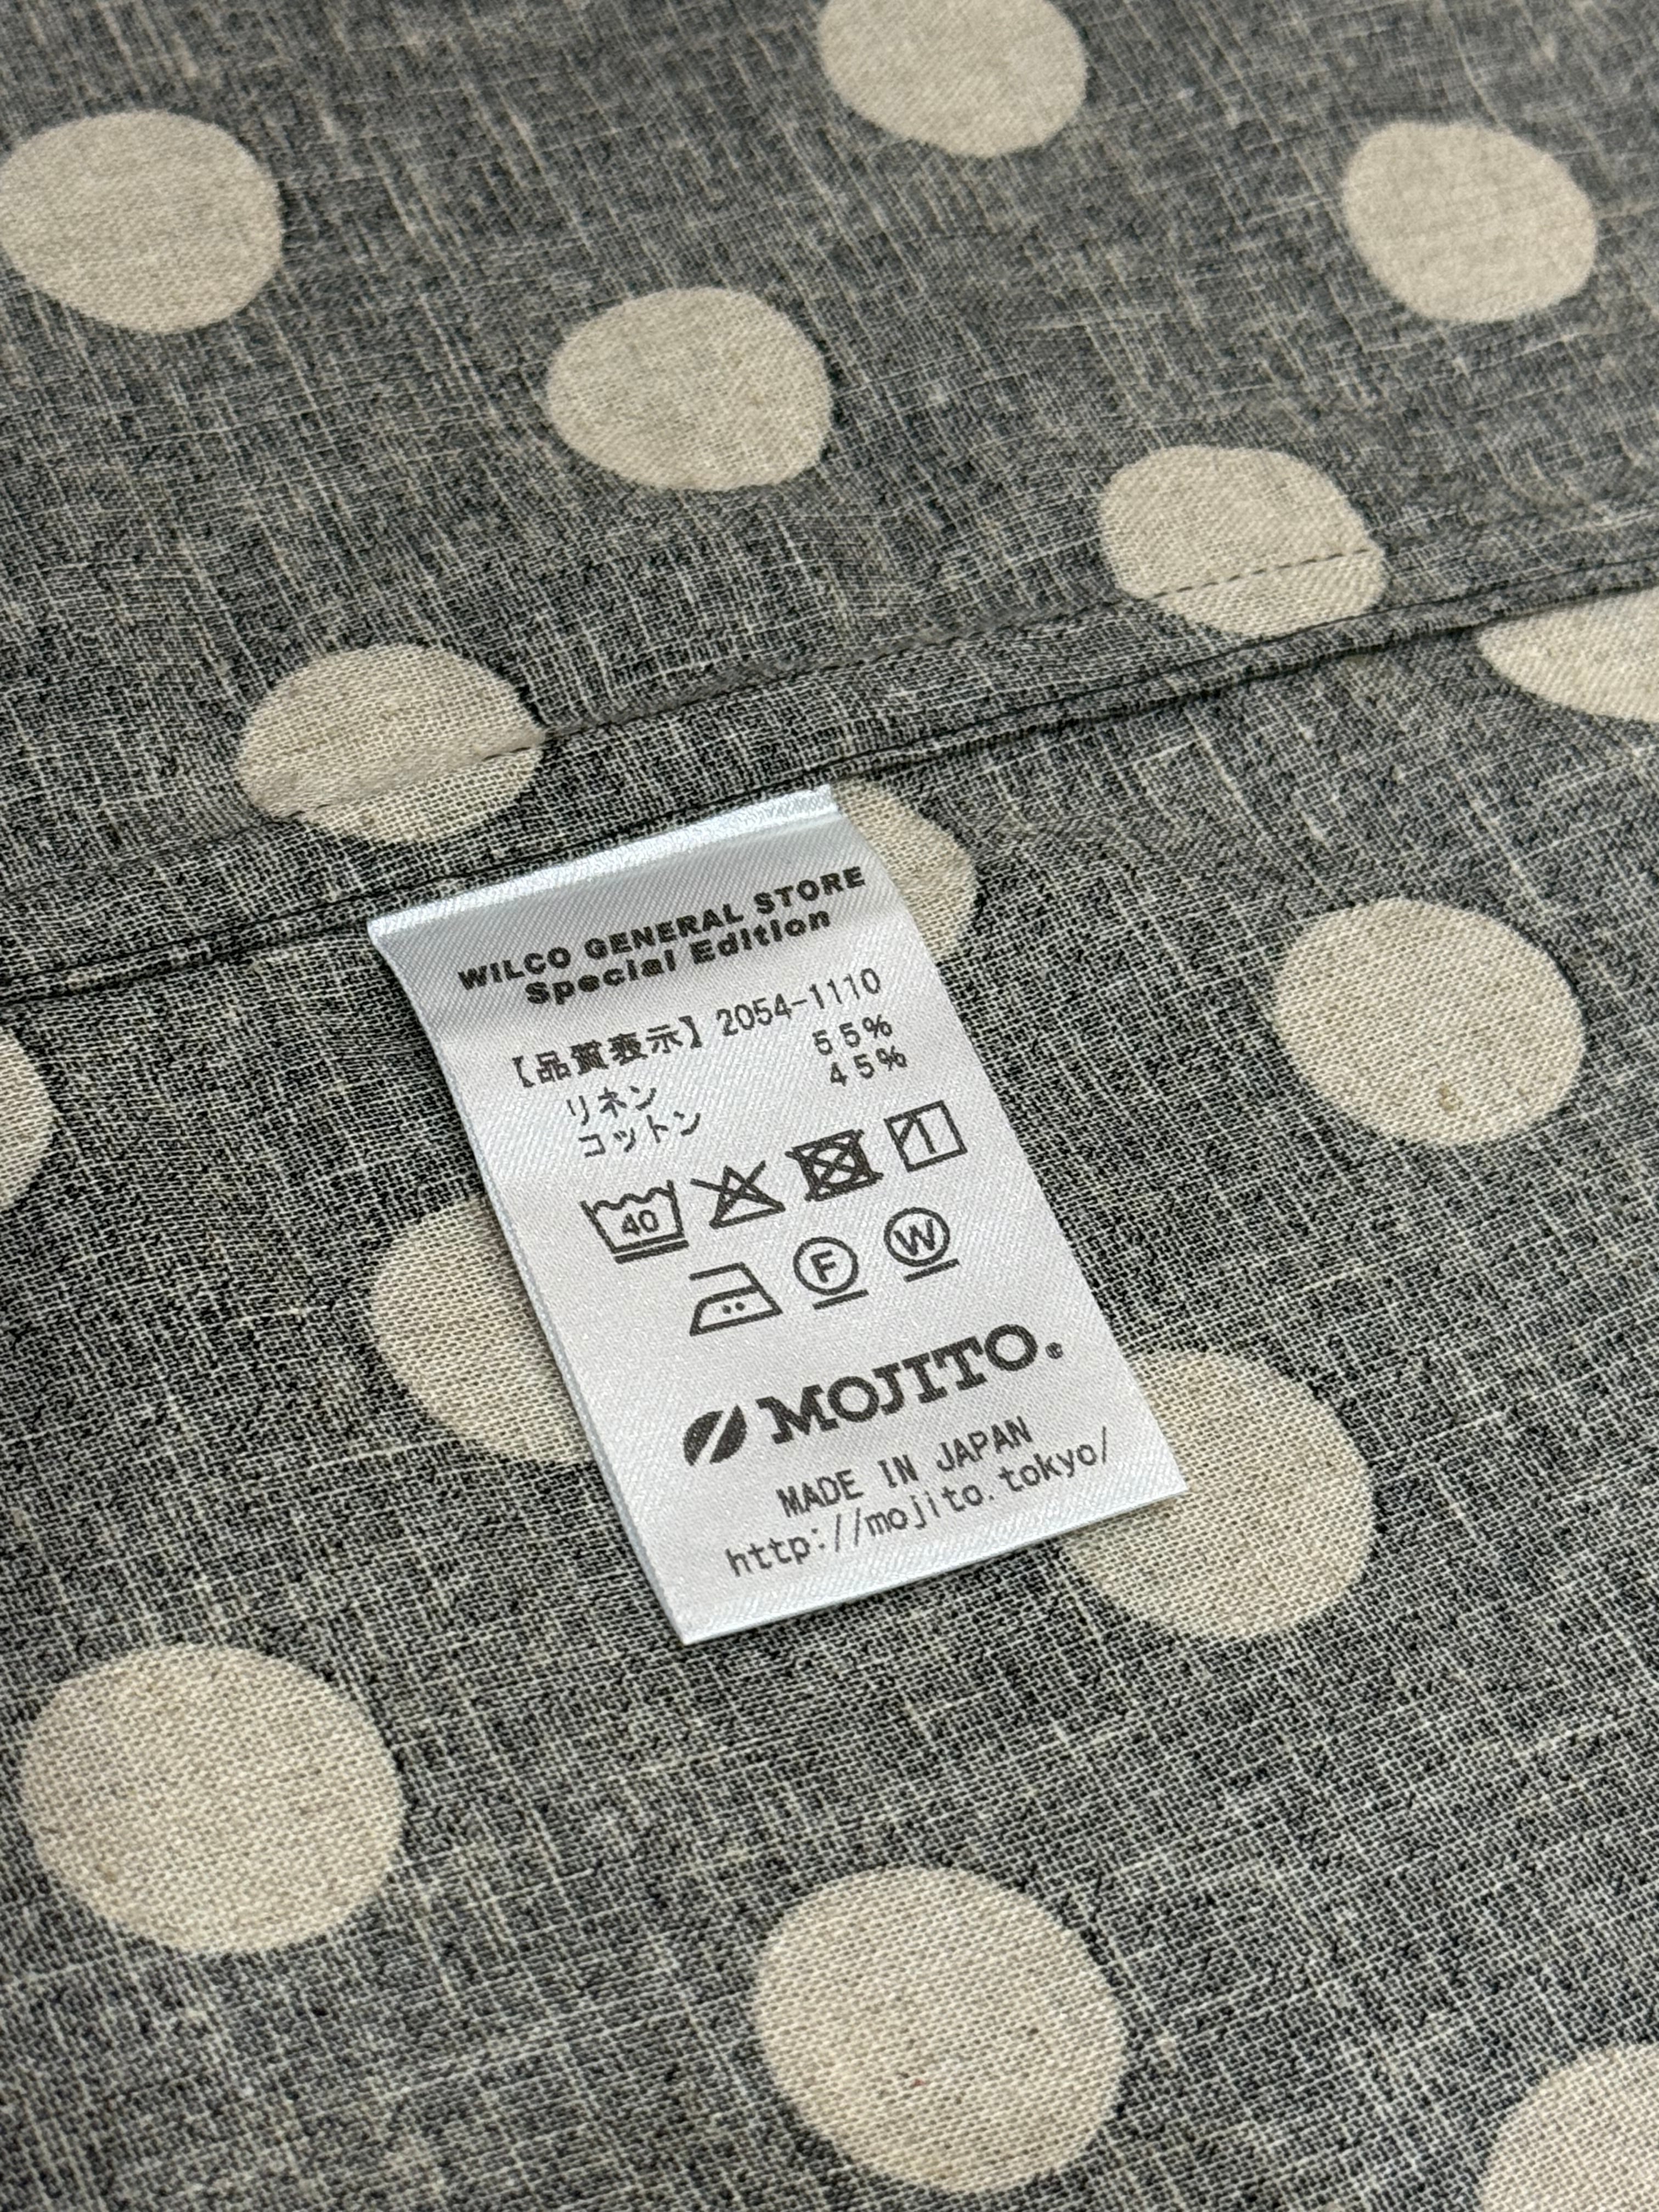 WILCO GENERAL STORE
Special Edition
【品質表示】2054-1110
リネン 55%
コットン 45%
40
F W
MOJITO®
MADE IN JAPAN
http://mojito.tokyo/